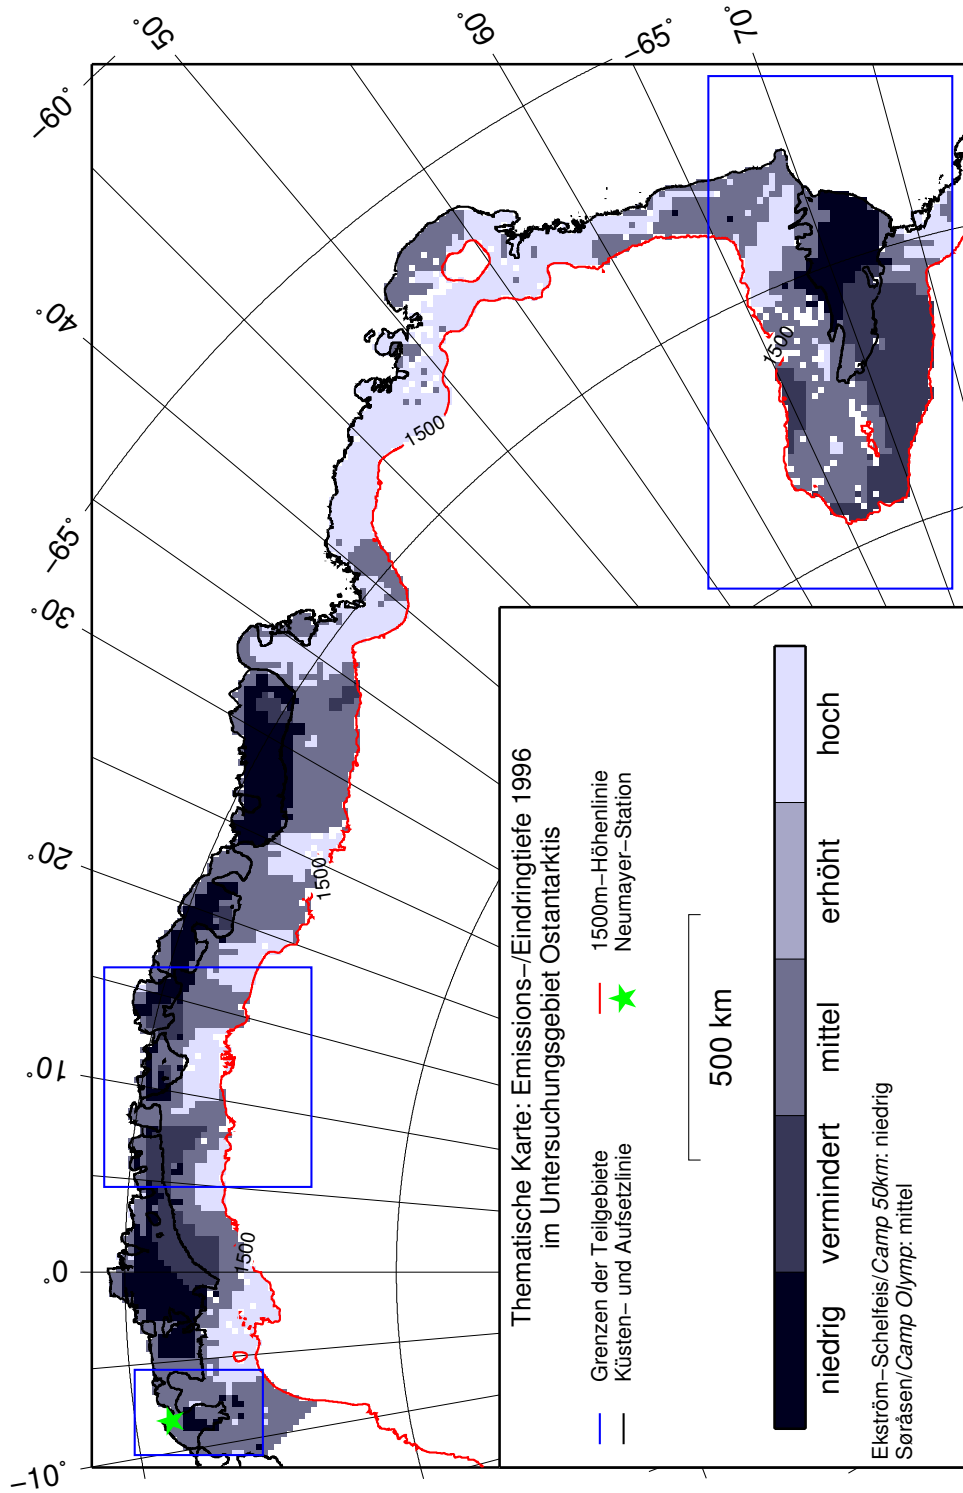 −10°
0°
10°
20°
30°
−65°
40°
−60°
50°
60°
−65°
70°
1500
1500
1500
1500
Thematische Karte: Emissions−/Eindringtiefe 1996
im Untersuchungsgebiet Ostantarktis
Grenzen der Teilgebiete
Küsten− und Aufsetzlinie
1500m−Höhenlinie
Neumayer−Station
500 km
niedrig vermindert mittel erhöht hoch
Ekström−Schelfeis/Camp 50km: niedrig
Søråsen/Camp Olymp: mittel